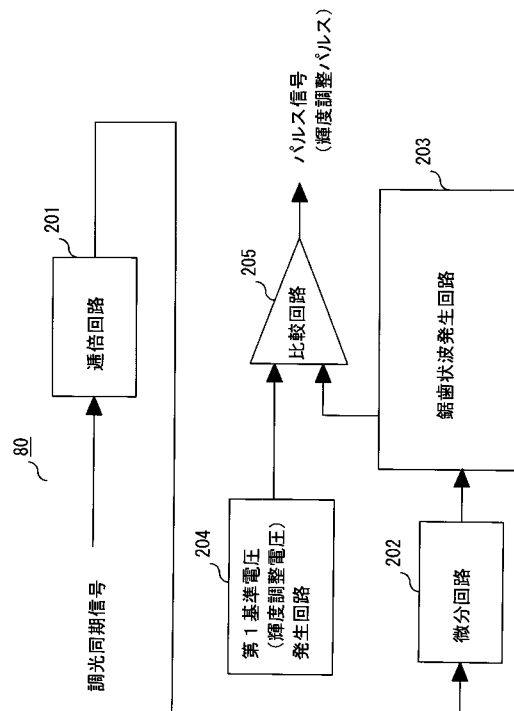 80
調光同期信号
201
逓倍回路
204
第1基準電圧
(輝度調整電圧)
発生回路
205
比較回路
パルス信号
(輝度調整パルス)
202
微分回路
203
鋸歯状波発生回路